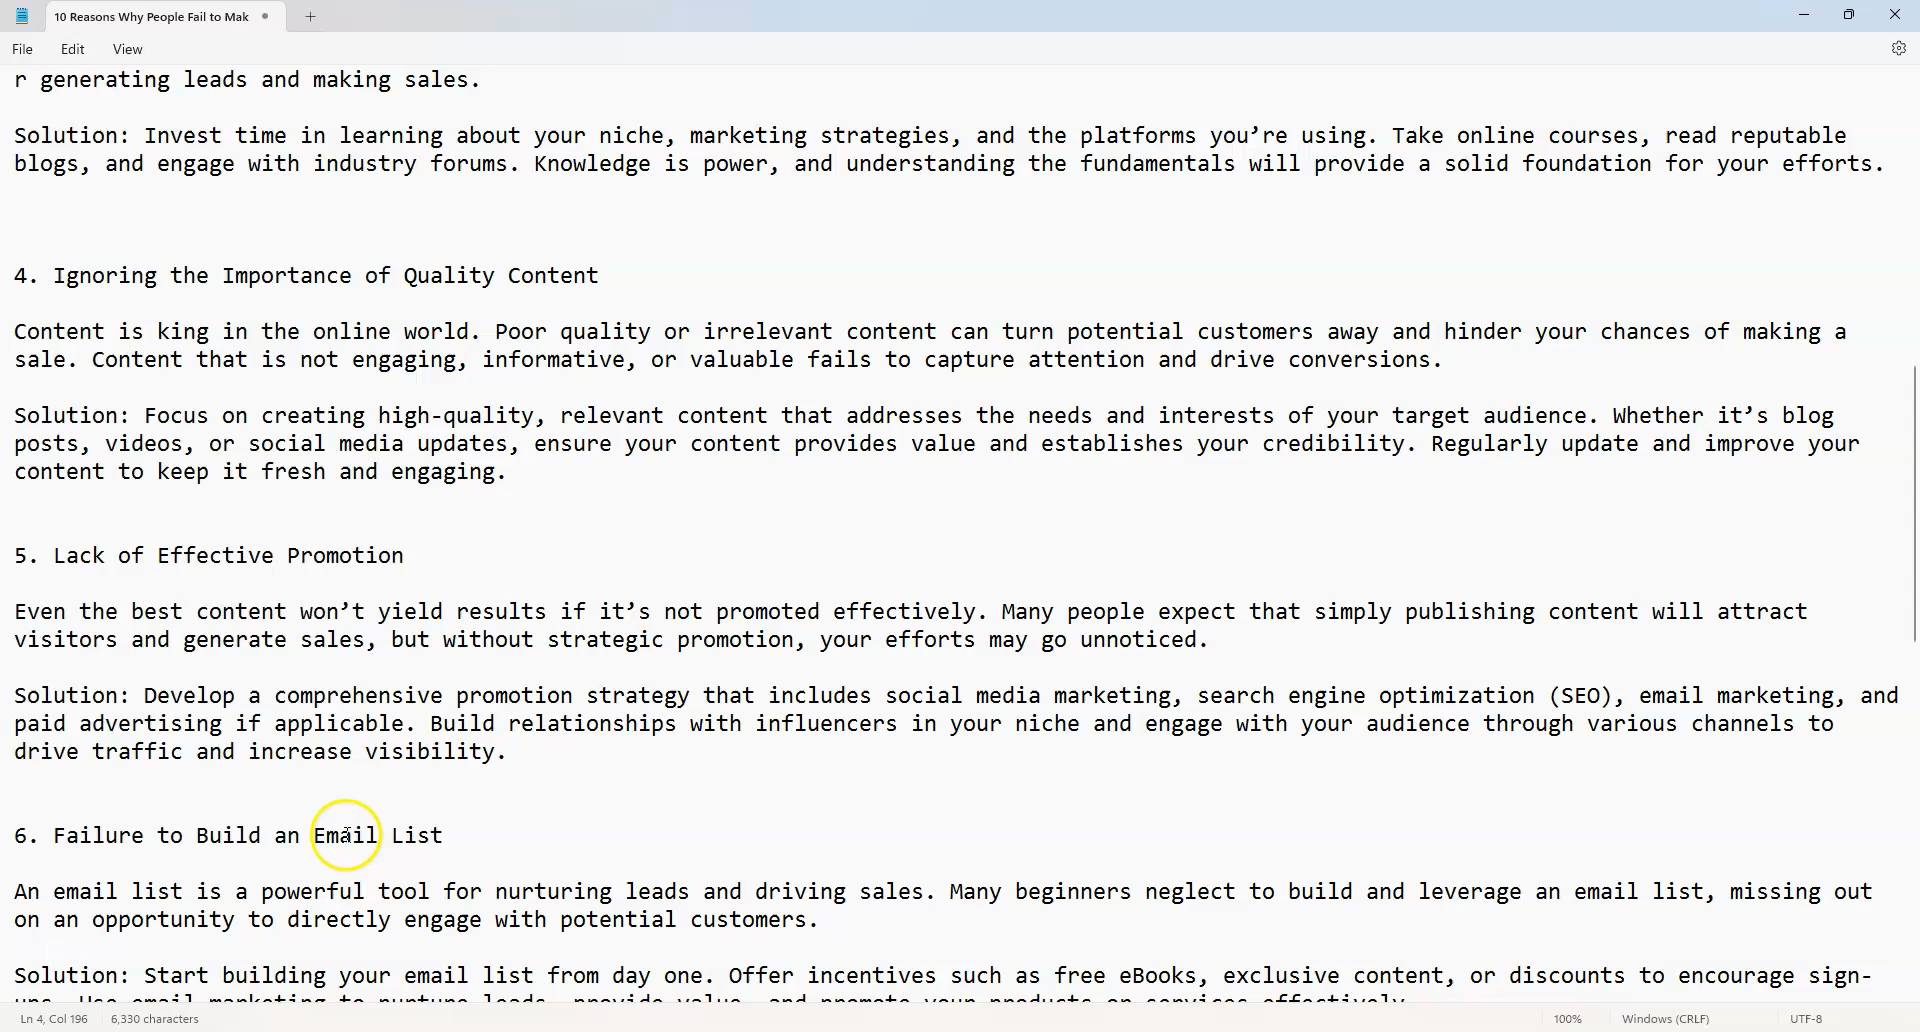 10 Reasons Why People Fail to Mak
File Edit View
r generating leads and making sales.
Solution: Invest time in learning about your niche, marketing strategies, and the platforms you’re using. Take online courses, read reputable
blogs, and engage with industry forums. Knowledge is power, and understanding the fundamentals will provide a solid foundation for your efforts.
4. Ignoring the Importance of Quality Content
Content is king in the online world. Poor quality or irrelevant content can turn potential customers away and hinder your chances of making a
sale. Content that is not engaging, informative, or valuable fails to capture attention and drive conversions.
Solution: Focus on creating high-quality, relevant content that addresses the needs and interests of your target audience. Whether it’s blog
posts, videos, or social media updates, ensure your content provides value and establishes your credibility. Regularly update and improve your
content to keep it fresh and engaging.
5. Lack of Effective Promotion
Even the best content won’t yield results if it’s not promoted effectively. Many people expect that simply publishing content will attract
visitors and generate sales, but without strategic promotion, your efforts may go unnoticed.
Solution: Develop a comprehensive promotion strategy that includes social media marketing, search engine optimization (SEO), email marketing, and
paid advertising if applicable. Build relationships with influencers in your niche and engage with your audience through various channels to
drive traffic and increase visibility.
6. Failure to Build an Email List
An email list is a powerful tool for nurturing leads and driving sales. Many beginners neglect to build and leverage an email list, missing out
on an opportunity to directly engage with potential customers.
Solution: Start building your email list from day one. Offer incentives such as free eBooks, exclusive content, or discounts to encourage sign-
ups. Use email marketing to nurture leads, provide value, and promote your products or services effectively.
Ln 4, Col 196 6,330 characters 100% Windows (CRLF) UTF-8